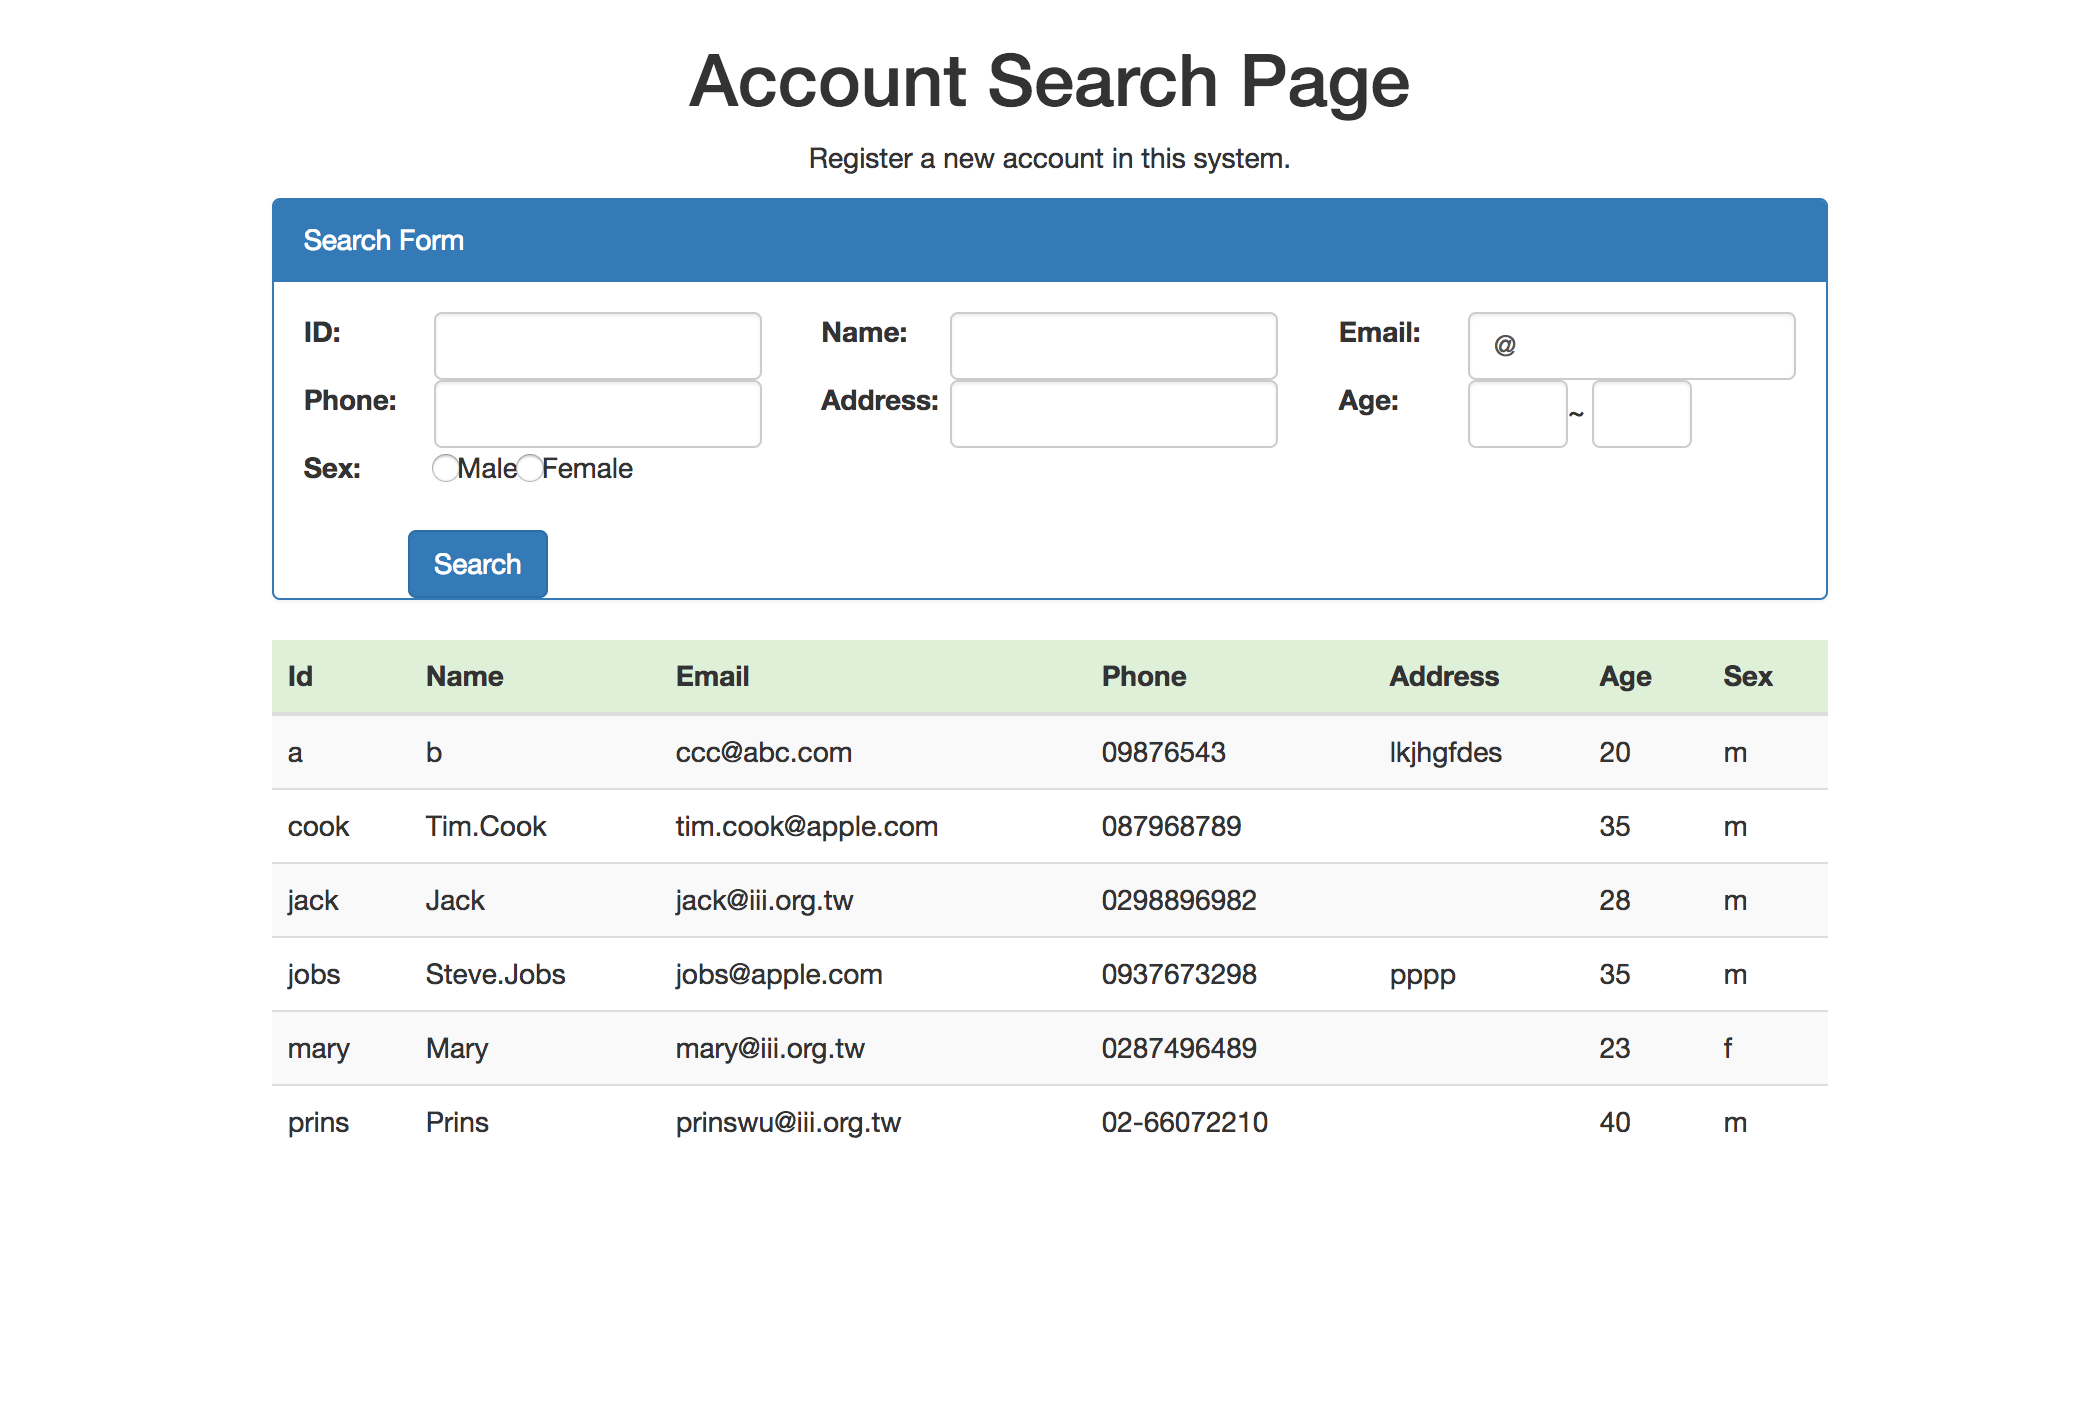 Account Search Page
Register a new account in this system.
Search Form
ID: Name: Email: @
Phone: Address: Age: ~
Sex: Male Female
Search
Id Name Email Phone Address Age Sex
a b ccc@abc.com 09876543 lkjhgfdes 20 m
cook Tim.Cook tim.cook@apple.com 087968789 35 m
jack Jack jack@iii.org.tw 0298896982 28 m
jobs Steve.Jobs jobs@apple.com 0937673298 pppp 35 m
mary Mary mary@iii.org.tw 0287496489 23 f
prins Prins prinswu@iii.org.tw 02-66072210 40 m